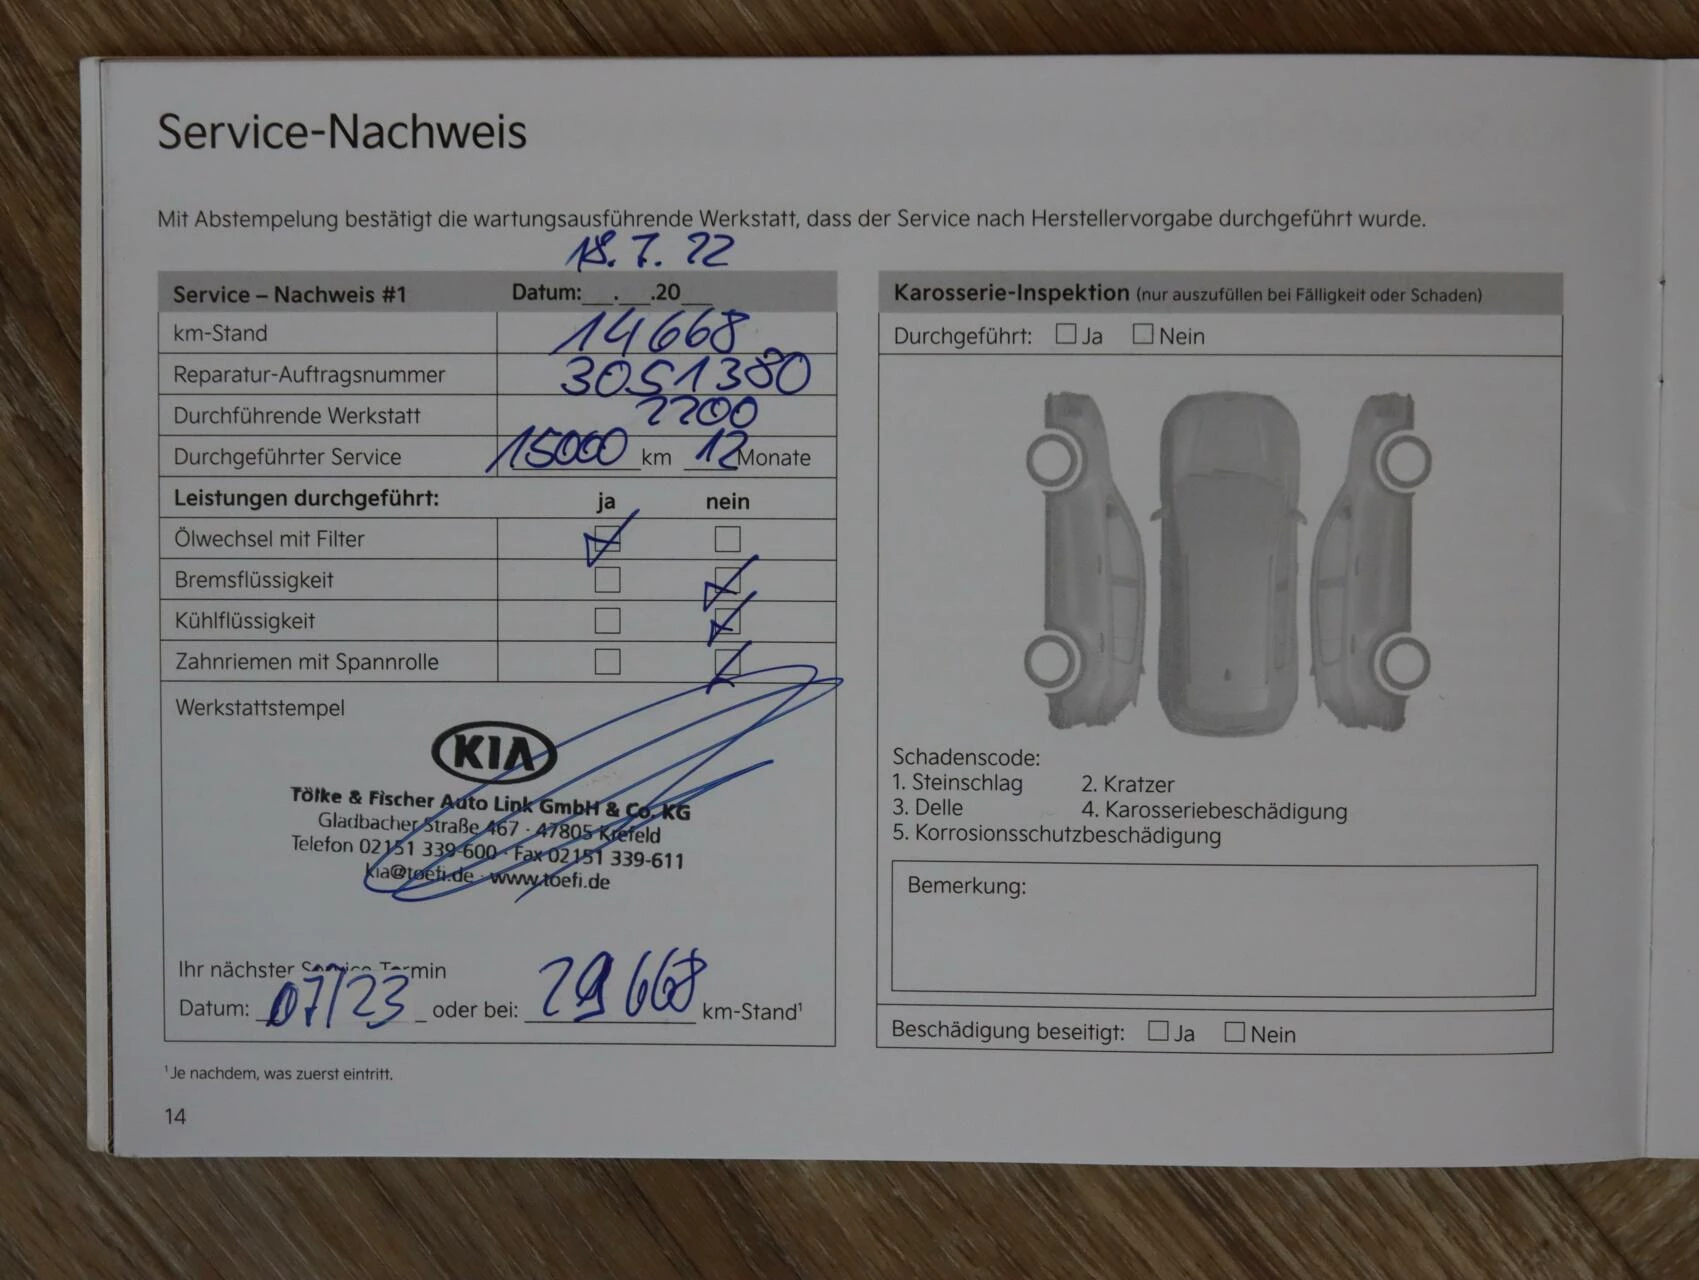 Service-Nachweis
Mit Abstempelung bestätigt die wartungsausführende Werkstatt, dass der Service nach Herstellervorgabe durchgeführt wurde.
18. 7. 22
Service – Nachweis #1 Datum:__.__.20__
km-Stand 14668
Reparatur-Auftragsnummer 3051380
Durchführende Werkstatt 2200
Durchgeführter Service 15000 km 12 Monate
Leistungen durchgeführt: ja nein
Ölwechsel mit Filter
Bremsflüssigkeit
Kühlflüssigkeit
Zahnriemen mit Spannrolle
Werkstattstempel
KIA
Tölke & Fischer Auto Link GmbH & Co. KG
Gladbacher Straße 467 · 47805 Krefeld
Telefon 02151 339-600 · Fax 02151 339-611
kia@toefi.de · www.toefi.de
Ihr nächster Service Termin
Datum: 07/23 oder bei: 29668 km-Stand¹
¹Je nachdem, was zuerst eintritt.
14
Karosserie-Inspektion (nur auszufüllen bei Fälligkeit oder Schaden)
Durchgeführt: Ja Nein
Schadenscode:
1. Steinschlag 2. Kratzer
3. Delle 4. Karosseriebeschädigung
5. Korrosionsschutzbeschädigung
Bemerkung:
Beschädigung beseitigt: Ja Nein